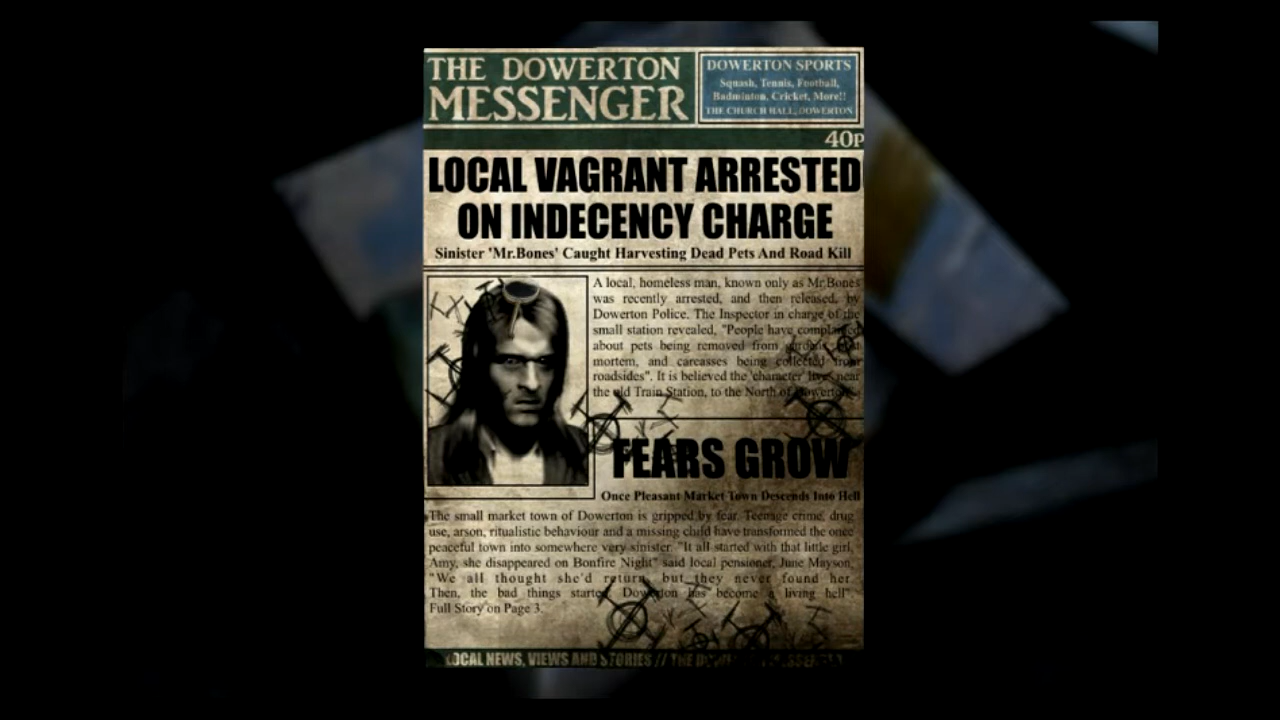 THE DOWERTON
MESSENGER
DOWERTON SPORTS
Squash, Tennis, Football,
Badminton, Cricket, More!!
THE CHURCH HALL, DOWERTON
40P
LOCAL VAGRANT ARRESTED
ON INDECENCY CHARGE
Sinister 'Mr.Bones' Caught Harvesting Dead Pets And Road Kill
A local, homeless man, known only as Mr.Bones
was recently arrested, and then released, by
Dowerton Police. The Inspector in charge of the
small station revealed, "People have complained
about pets being removed from graves, post
mortem, and carcasses being collected from
roadsides". It is believed the 'character' lives near
the old Train Station, to the North of Dowerton.
FEARS GROW
Once Pleasant Market Town Descends Into Hell
The small market town of Dowerton is gripped by fear. Teenage crime, drug
use, arson, ritualistic behaviour and a missing child have transformed the once
peaceful town into somewhere very sinister. "It all started with that little girl,
Amy, she disappeared on Bonfire Night" said local pensioner, June Mayson,
"We all thought she'd return, but they never found her.
Then, the bad things started. Dowerton has become a living hell".
Full Story on Page 3.
LOCAL NEWS, VIEWS AND STORIES // THE DOWERTON MESSENGER